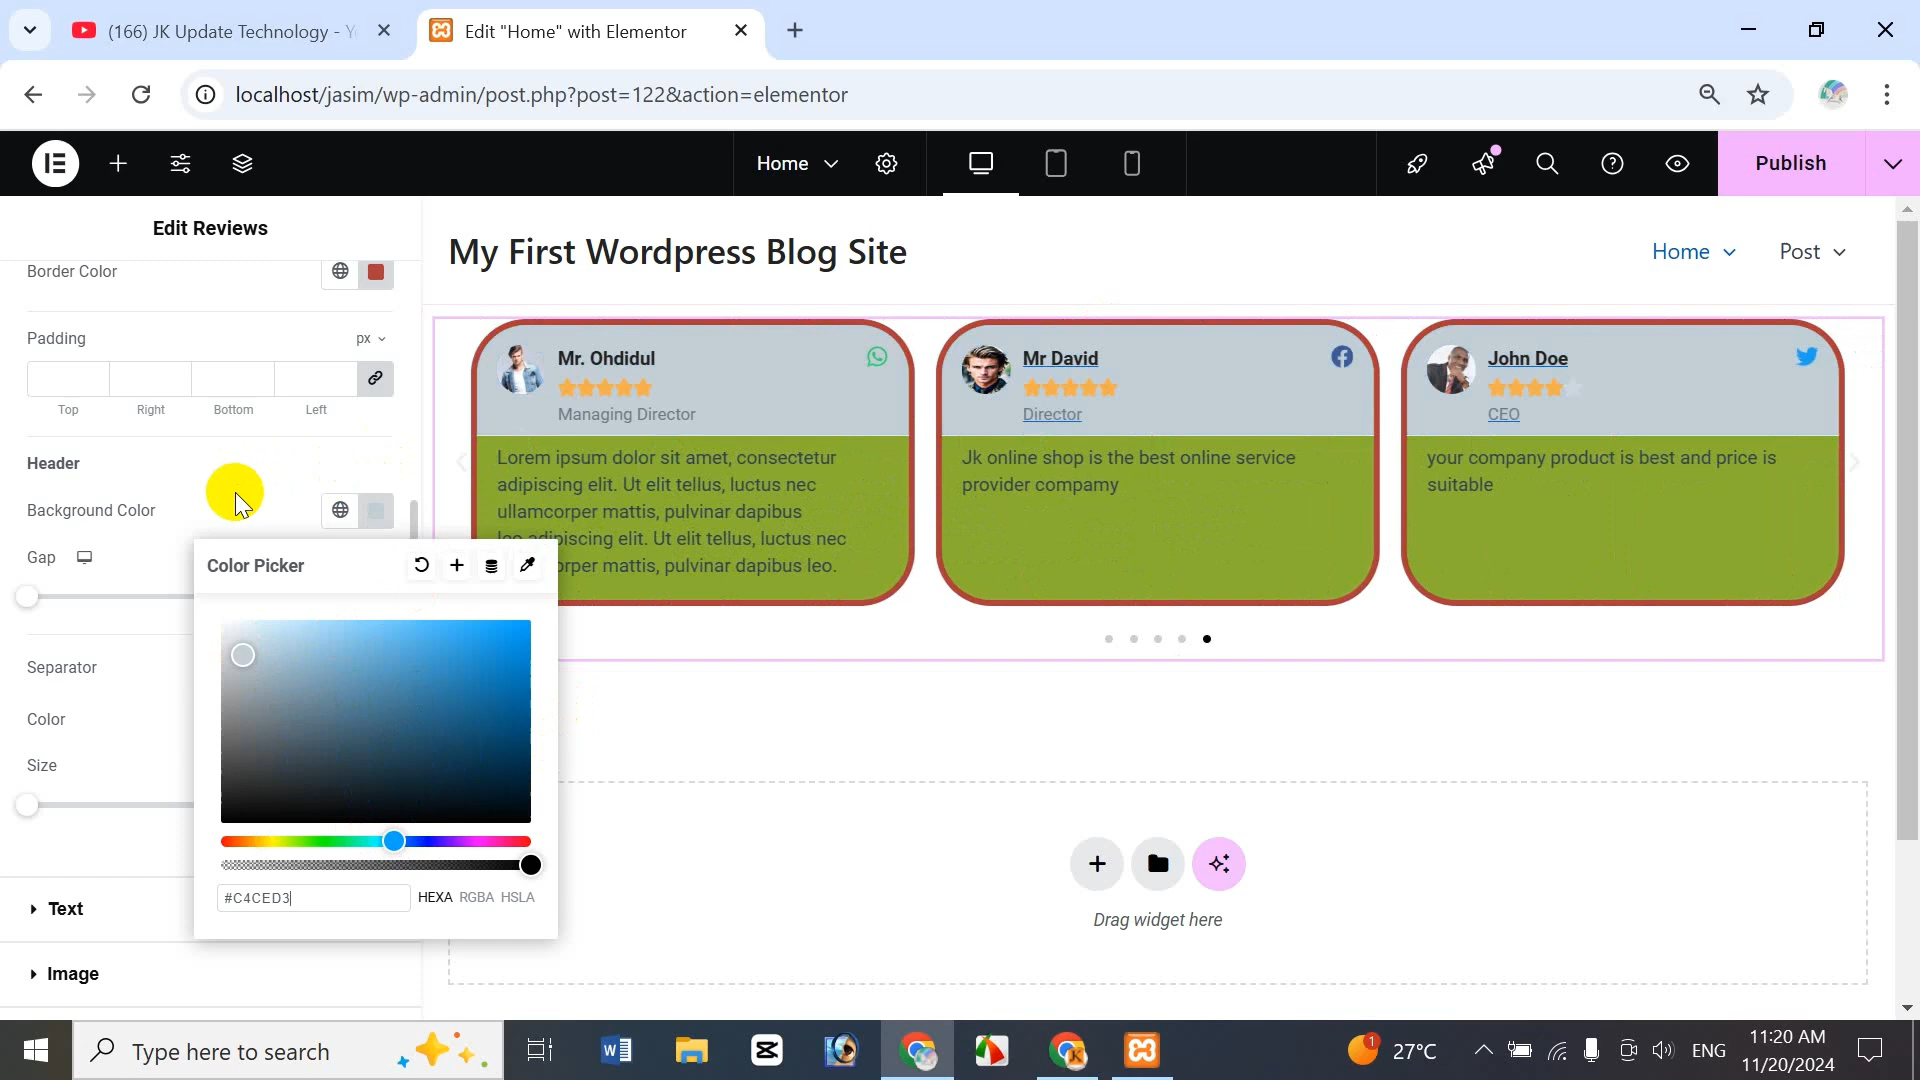 (166) JK Update Technology - Y
Edit "Home" with Elementor
localhost/jasim/wp-admin/post.php?post=122&action=elementor
Home
Publish
Edit Reviews
Border Color
Padding
px
Top
Right
Bottom
Left
Header
Background Color
Gap
Color Picker
Separator
Color
Size
#C4CED3
HEXA
RGBA
HSLA
Text
Image
My First Wordpress Blog Site
Home
Post
Mr. Ohdidul
Managing Director
Lorem ipsum dolor sit amet, consectetur
adipiscing elit. Ut elit tellus, luctus nec
ullamcorper mattis, pulvinar dapibus
leo adipiscing elit. Ut elit tellus, luctus nec
orper mattis, pulvinar dapibus leo.
Mr David
Director
Jk online shop is the best online service
provider compamy
John Doe
CEO
your company product is best and price is
suitable
Drag widget here
Type here to search
1
27°C
ENG
11:20 AM
11/20/2024